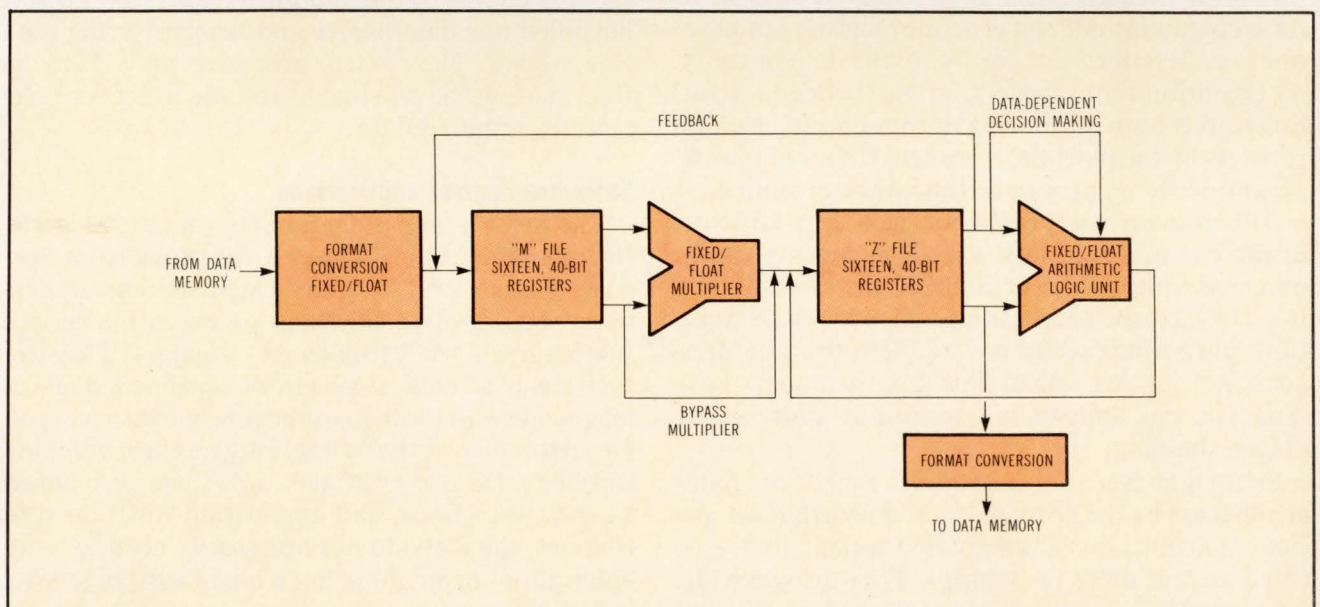 FEEDBACK
DATA-DEPENDENT
DECISION MAKING
FROM DATA
MEMORY
FORMAT
CONVERSION
FIXED/FLOAT
"M" FILE
SIXTEEN, 40-BIT
REGISTERS
FIXED/
FLOAT
MULTIPLIER
"Z" FILE
SIXTEEN, 40-BIT
REGISTERS
FIXED/FLOAT
ARITHMETIC
LOGIC UNIT
BYPASS
MULTIPLIER
FORMAT CONVERSION
TO DATA MEMORY